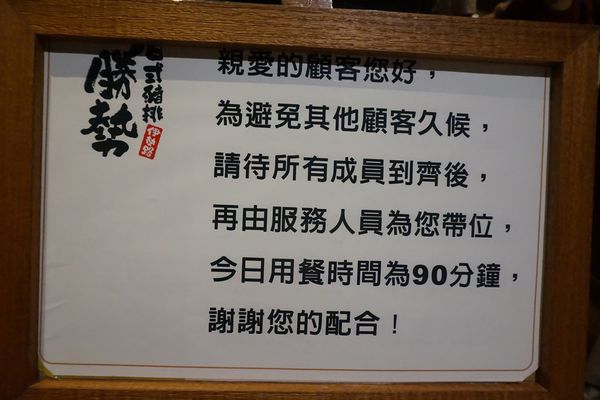 日式豬排
勝勢
伊通店
親愛的顧客您好，
為避免其他顧客久候，
請待所有成員到齊後，
再由服務人員為您帶位，
今日用餐時間為90分鐘，
謝謝您的配合！